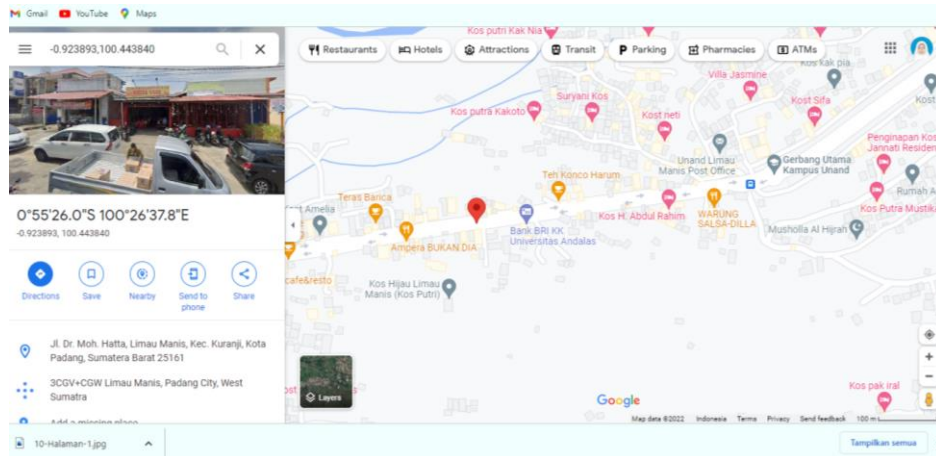 Gmail YouTube Maps
-0.923893,100.443840
Restaurants Hotels Attractions Transit P Parking Pharmacies ATMs
Kos putri Kak Nia
Kos kak pia
Villa Jasmine
Suryani Kos
Kos putra Kakoto
Kost neti
Kost Sifa
Kost
Penginapan Kos
Jannati Residen
Unand Limau
Manis Post Office
Gerbang Utama
Kampus Unand
Teh Konco Harum
Rumah A
Teras Barica
Amelia
Kos H. Abdul Rahim
WARUNG
SALSA-DILLA
Kos Putra Mustik
Bank BRI KK
Universitas Andalas
Musholla Al Hijrah
Ampera BUKAN DIA
cafe&resto
Kos Hijau Limau
Manis (Kos Putri)
Kos pak iral
0°55'26.0"S 100°26'37.8"E
-0.923893, 100.443840
Directions Save Nearby Send to
phone Share
Jl. Dr. Moh. Hatta, Limau Manis, Kec. Kuranji, Kota
Padang, Sumatera Barat 25161
3CGV+CGW Limau Manis, Padang City, West
Sumatra
Add a missing place
Layers
Google
Map data ©2022 Indonesia Terms Privacy Send feedback 100 m
10-Halaman-1.jpg
Tampilkan semua